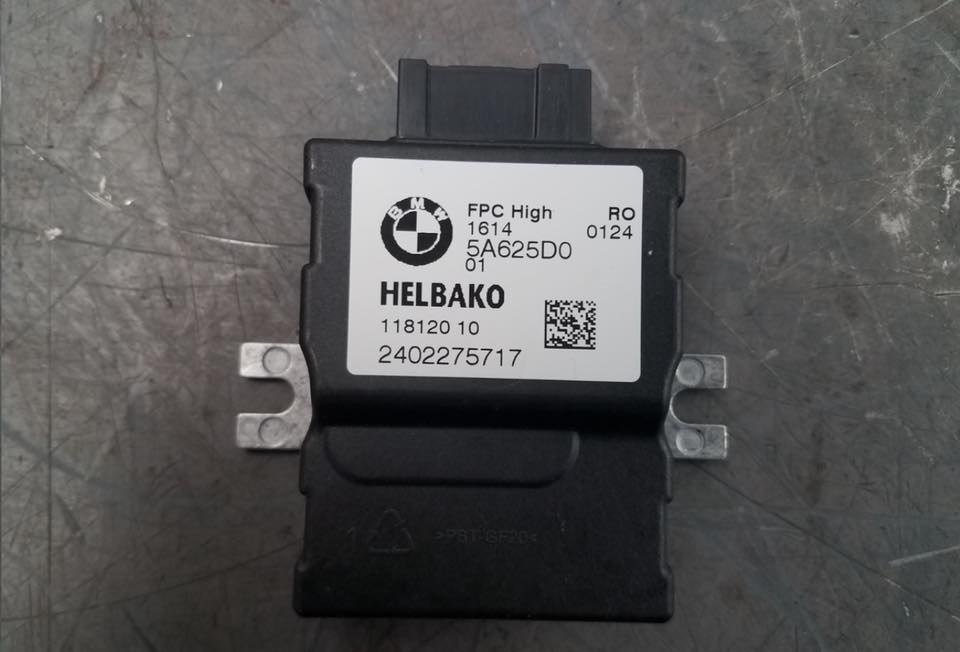 BMW
FPC High RO
1614 0124
5A625D0
01
HELBAKO
118120 10
2402275717
>PBT-GF20<